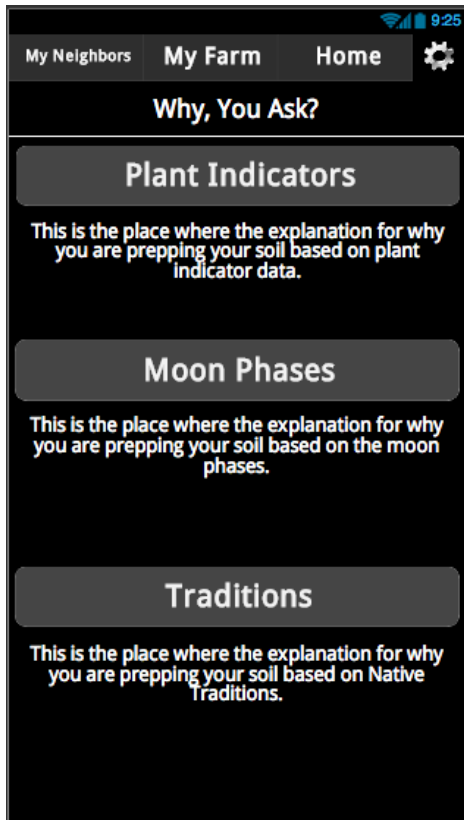 9:25
My Neighbors My Farm Home
Why, You Ask?
Plant Indicators
This is the place where the explanation for why
you are prepping your soil based on plant
indicator data.
Moon Phases
This is the place where the explanation for why
you are prepping your soil based on the moon
phases.
Traditions
This is the place where the explanation for why
you are prepping your soil based on Native
Traditions.